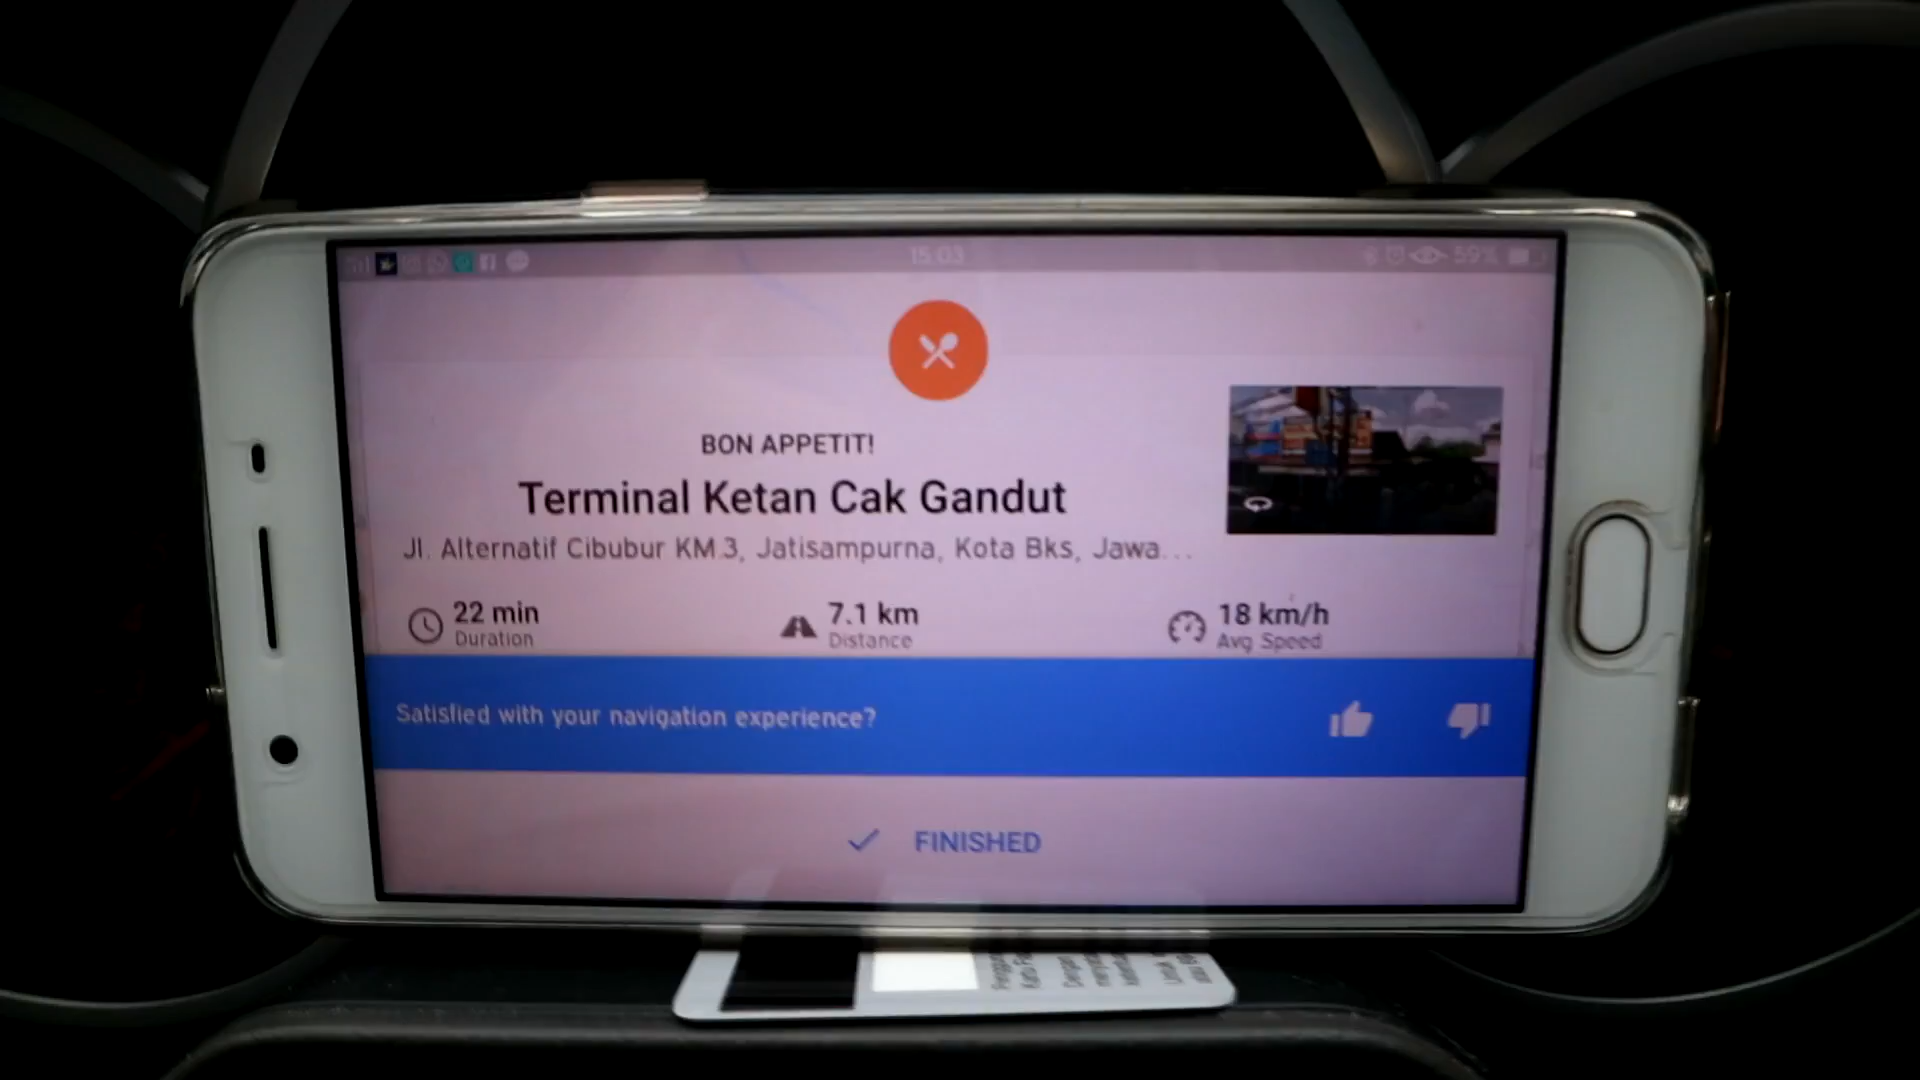 15:03
59%
BON APPETIT!
Terminal Ketan Cak Gandut
Jl. Alternatif Cibubur KM.3, Jatisampurna, Kota Bks, Jawa...
22 min
Duration
7.1 km
Distance
18 km/h
Avg Speed
Satisfied with your navigation experience?
FINISHED